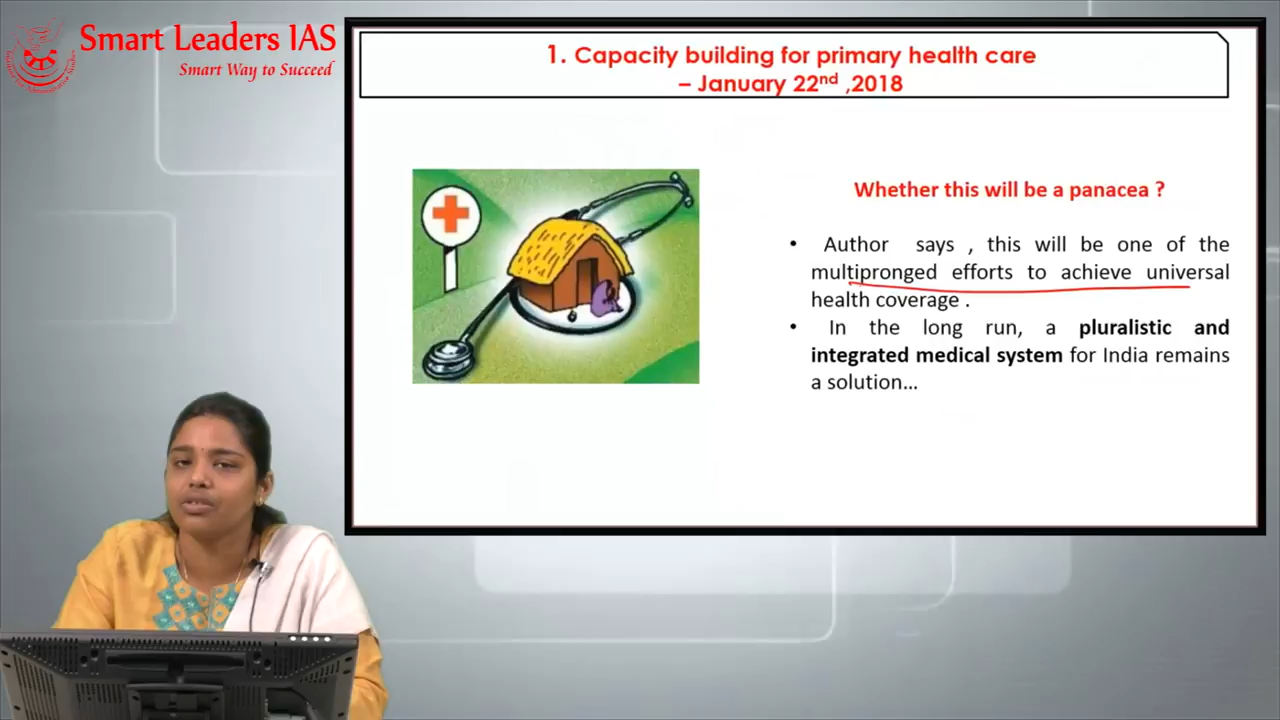 Smart Leaders IAS
Smart Way to Succeed
1. Capacity building for primary health care
– January 22nd ,2018
Whether this will be a panacea ?
• Author says , this will be one of the
multipronged efforts to achieve universal
health coverage .
• In the long run, a pluralistic and
integrated medical system for India remains
a solution...